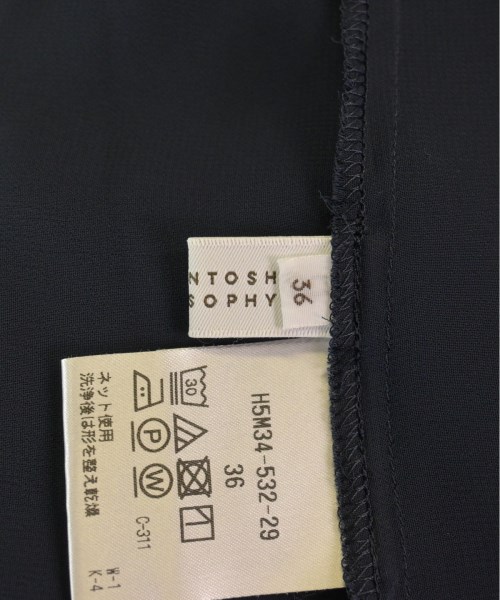 NTOSH
SOPHY
36
H5M34-532-29
36
30
P
W
C-311
ネット使用
洗浄後は形を整え乾燥
W-1
K-4